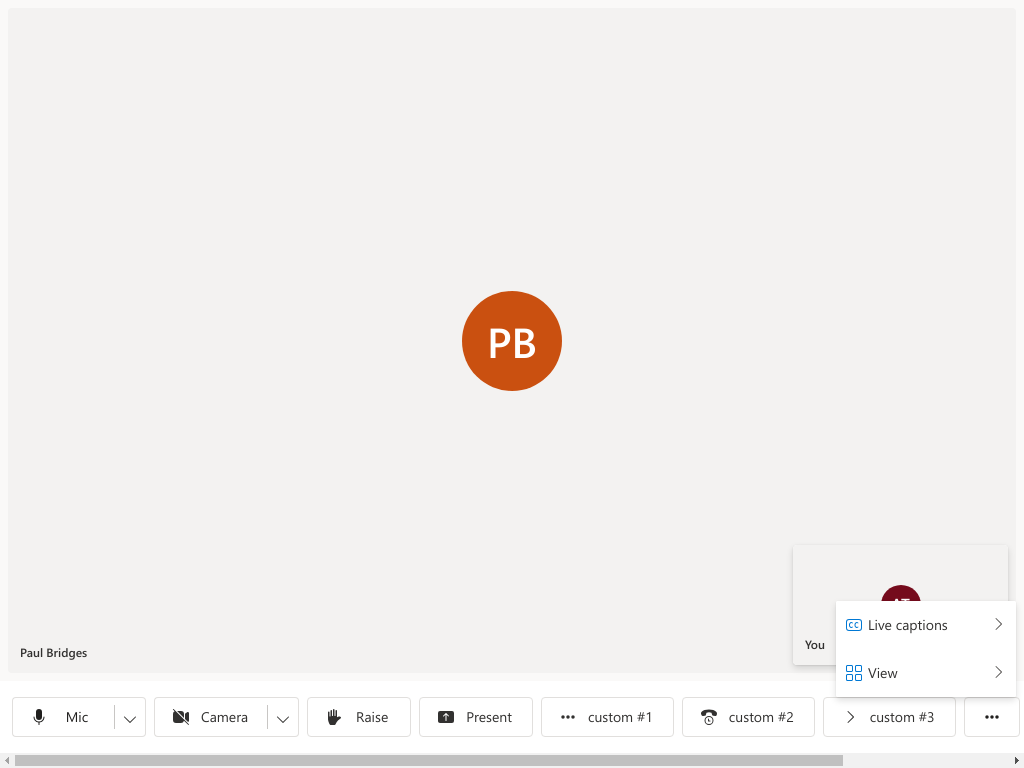 PB
Paul Bridges
You
CC Live captions
View
Mic
Camera
Raise
Present
custom #1
custom #2
custom #3